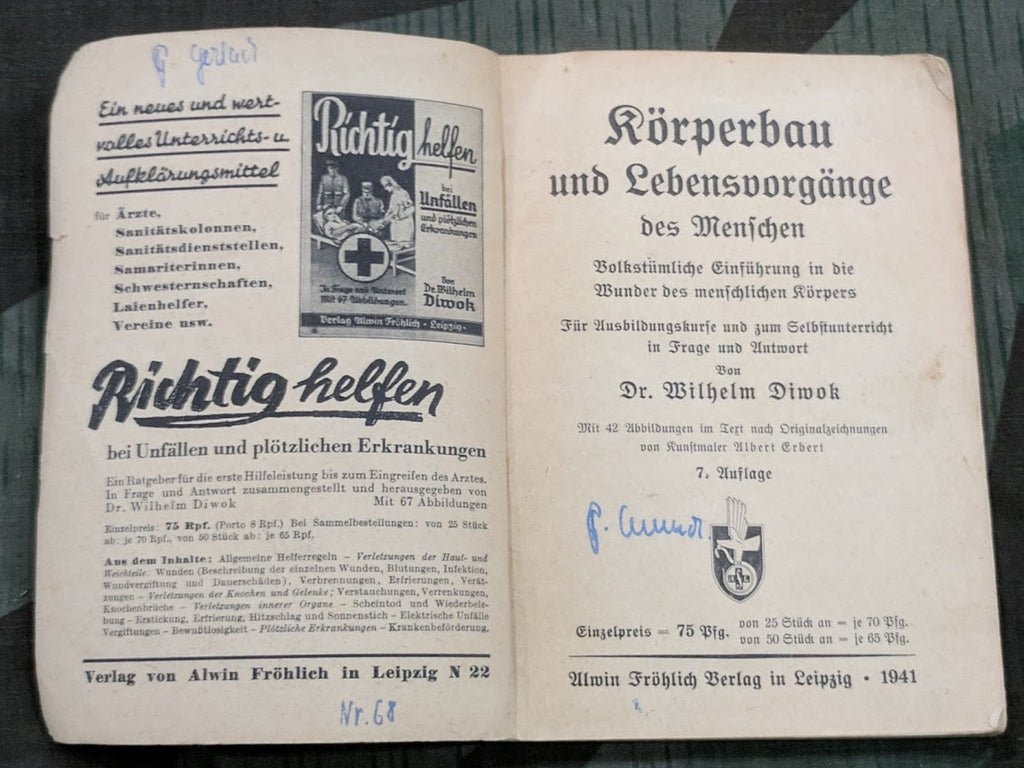 Ein neues und wert-
volles Unterrichts- u.
Aufklärungsmittel
für Ärzte,
Sanitätskolonnen,
Sanitätsdienststellen,
Samariterinnen,
Schwesternschaften,
Laienhelfer,
Vereine usw.
Richtig helfen
bei
Unfällen
und plötzlichen
Erkrankungen
In Frage und Antwort
Mit 67 Abbildungen.
Von
Dr. Wilhelm
Diwok
Verlag Alwin Fröhlich · Leipzig
Richtig helfen
bei Unfällen und plötzlichen Erkrankungen
Ein Ratgeber für die erste Hilfeleistung bis zum Eingreifen des Arztes.
In Frage und Antwort zusammengestellt und herausgegeben von
Dr. Wilhelm Diwok Mit 67 Abbildungen
Einzelpreis: 75 Rpf. (Porto 8 Rpf.) Bei Sammelbestellungen: von 25 Stück
ab: je 70 Rpf., von 50 Stück ab: je 65 Rpf.
Aus dem Inhalte: Allgemeine Helferregeln – Verletzungen der Haut- und
Weichteile: Wunden (Beschreibung der einzelnen Wunden, Blutungen, Infektion,
Wundvergiftung und Dauerschäden), Verbrennungen, Erfrierungen, Verät-
zungen – Verletzungen der Knochen und Gelenke; Verstauchungen, Verrenkungen,
Knochenbrüche – Verletzungen innerer Organe – Scheintod und Wiederbele-
bung – Erstickung, Erfrierung, Hitzschlag und Sonnenstich – Elektrische Unfälle
Vergiftungen – Bewußtlosigkeit – Plötzliche Erkrankungen – Krankenbeförderung.
Verlag von Alwin Fröhlich in Leipzig N 22
Nr. 68
Körperbau
und Lebensvorgänge
des Menschen
Volkstümliche Einführung in die
Wunder des menschlichen Körpers
Für Ausbildungskurse und zum Selbstunterricht
in Frage und Antwort
Von
Dr. Wilhelm Diwok
Mit 42 Abbildungen im Text nach Originalzeichnungen
von Kunstmaler Albert Erbert
7. Auflage
Einzelpreis = 75 Pfg. von 25 Stück an = je 70 Pfg.
von 50 Stück an = je 65 Pfg.
Alwin Fröhlich Verlag in Leipzig · 1941